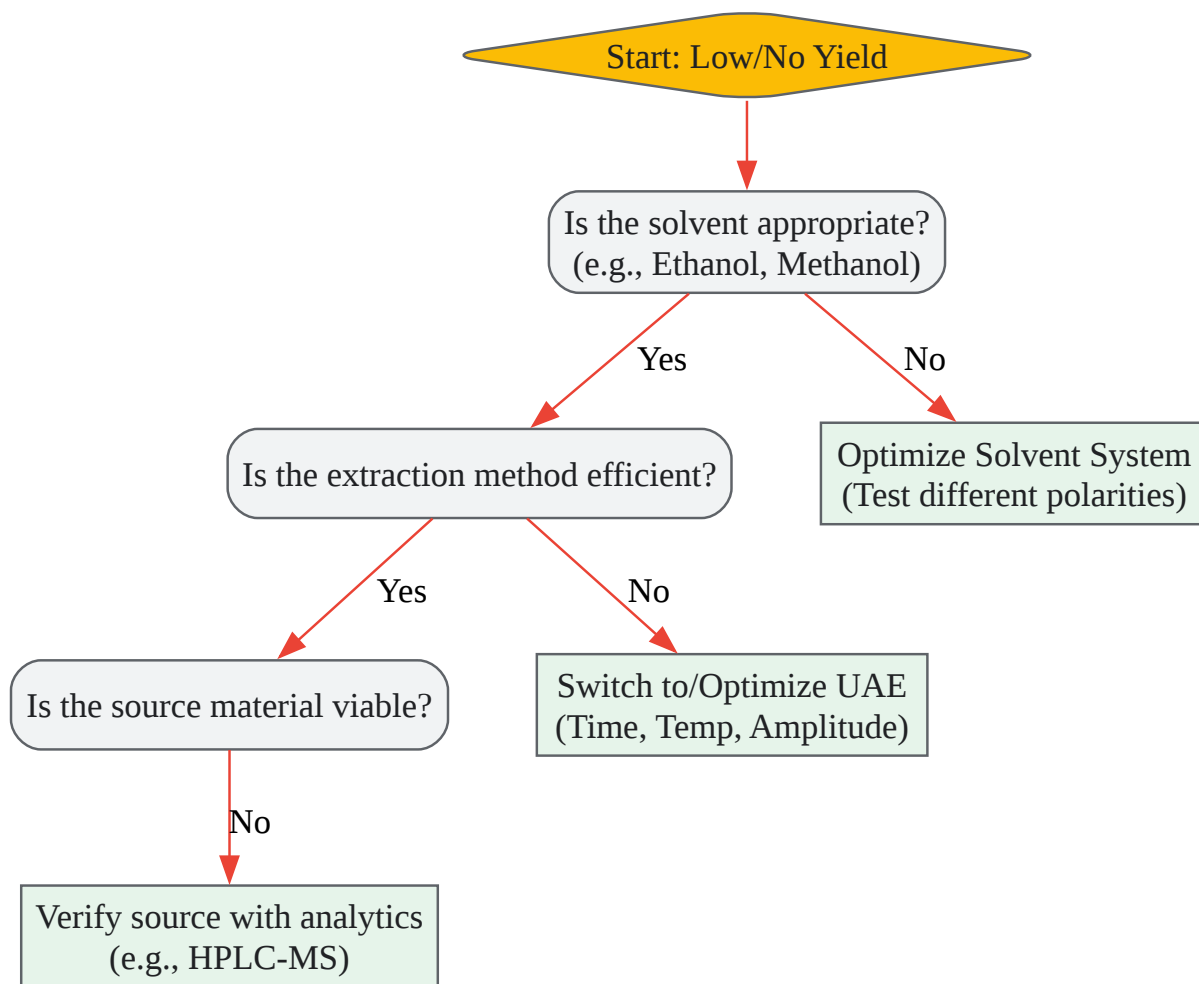 Start: Low/No Yield
Is the solvent appropriate?
(e.g., Ethanol, Methanol)
Yes
No
Is the extraction method efficient?
Optimize Solvent System
(Test different polarities)
Yes
No
Is the source material viable?
Switch to/Optimize UAE
(Time, Temp, Amplitude)
No
Verify source with analytics
(e.g., HPLC-MS)